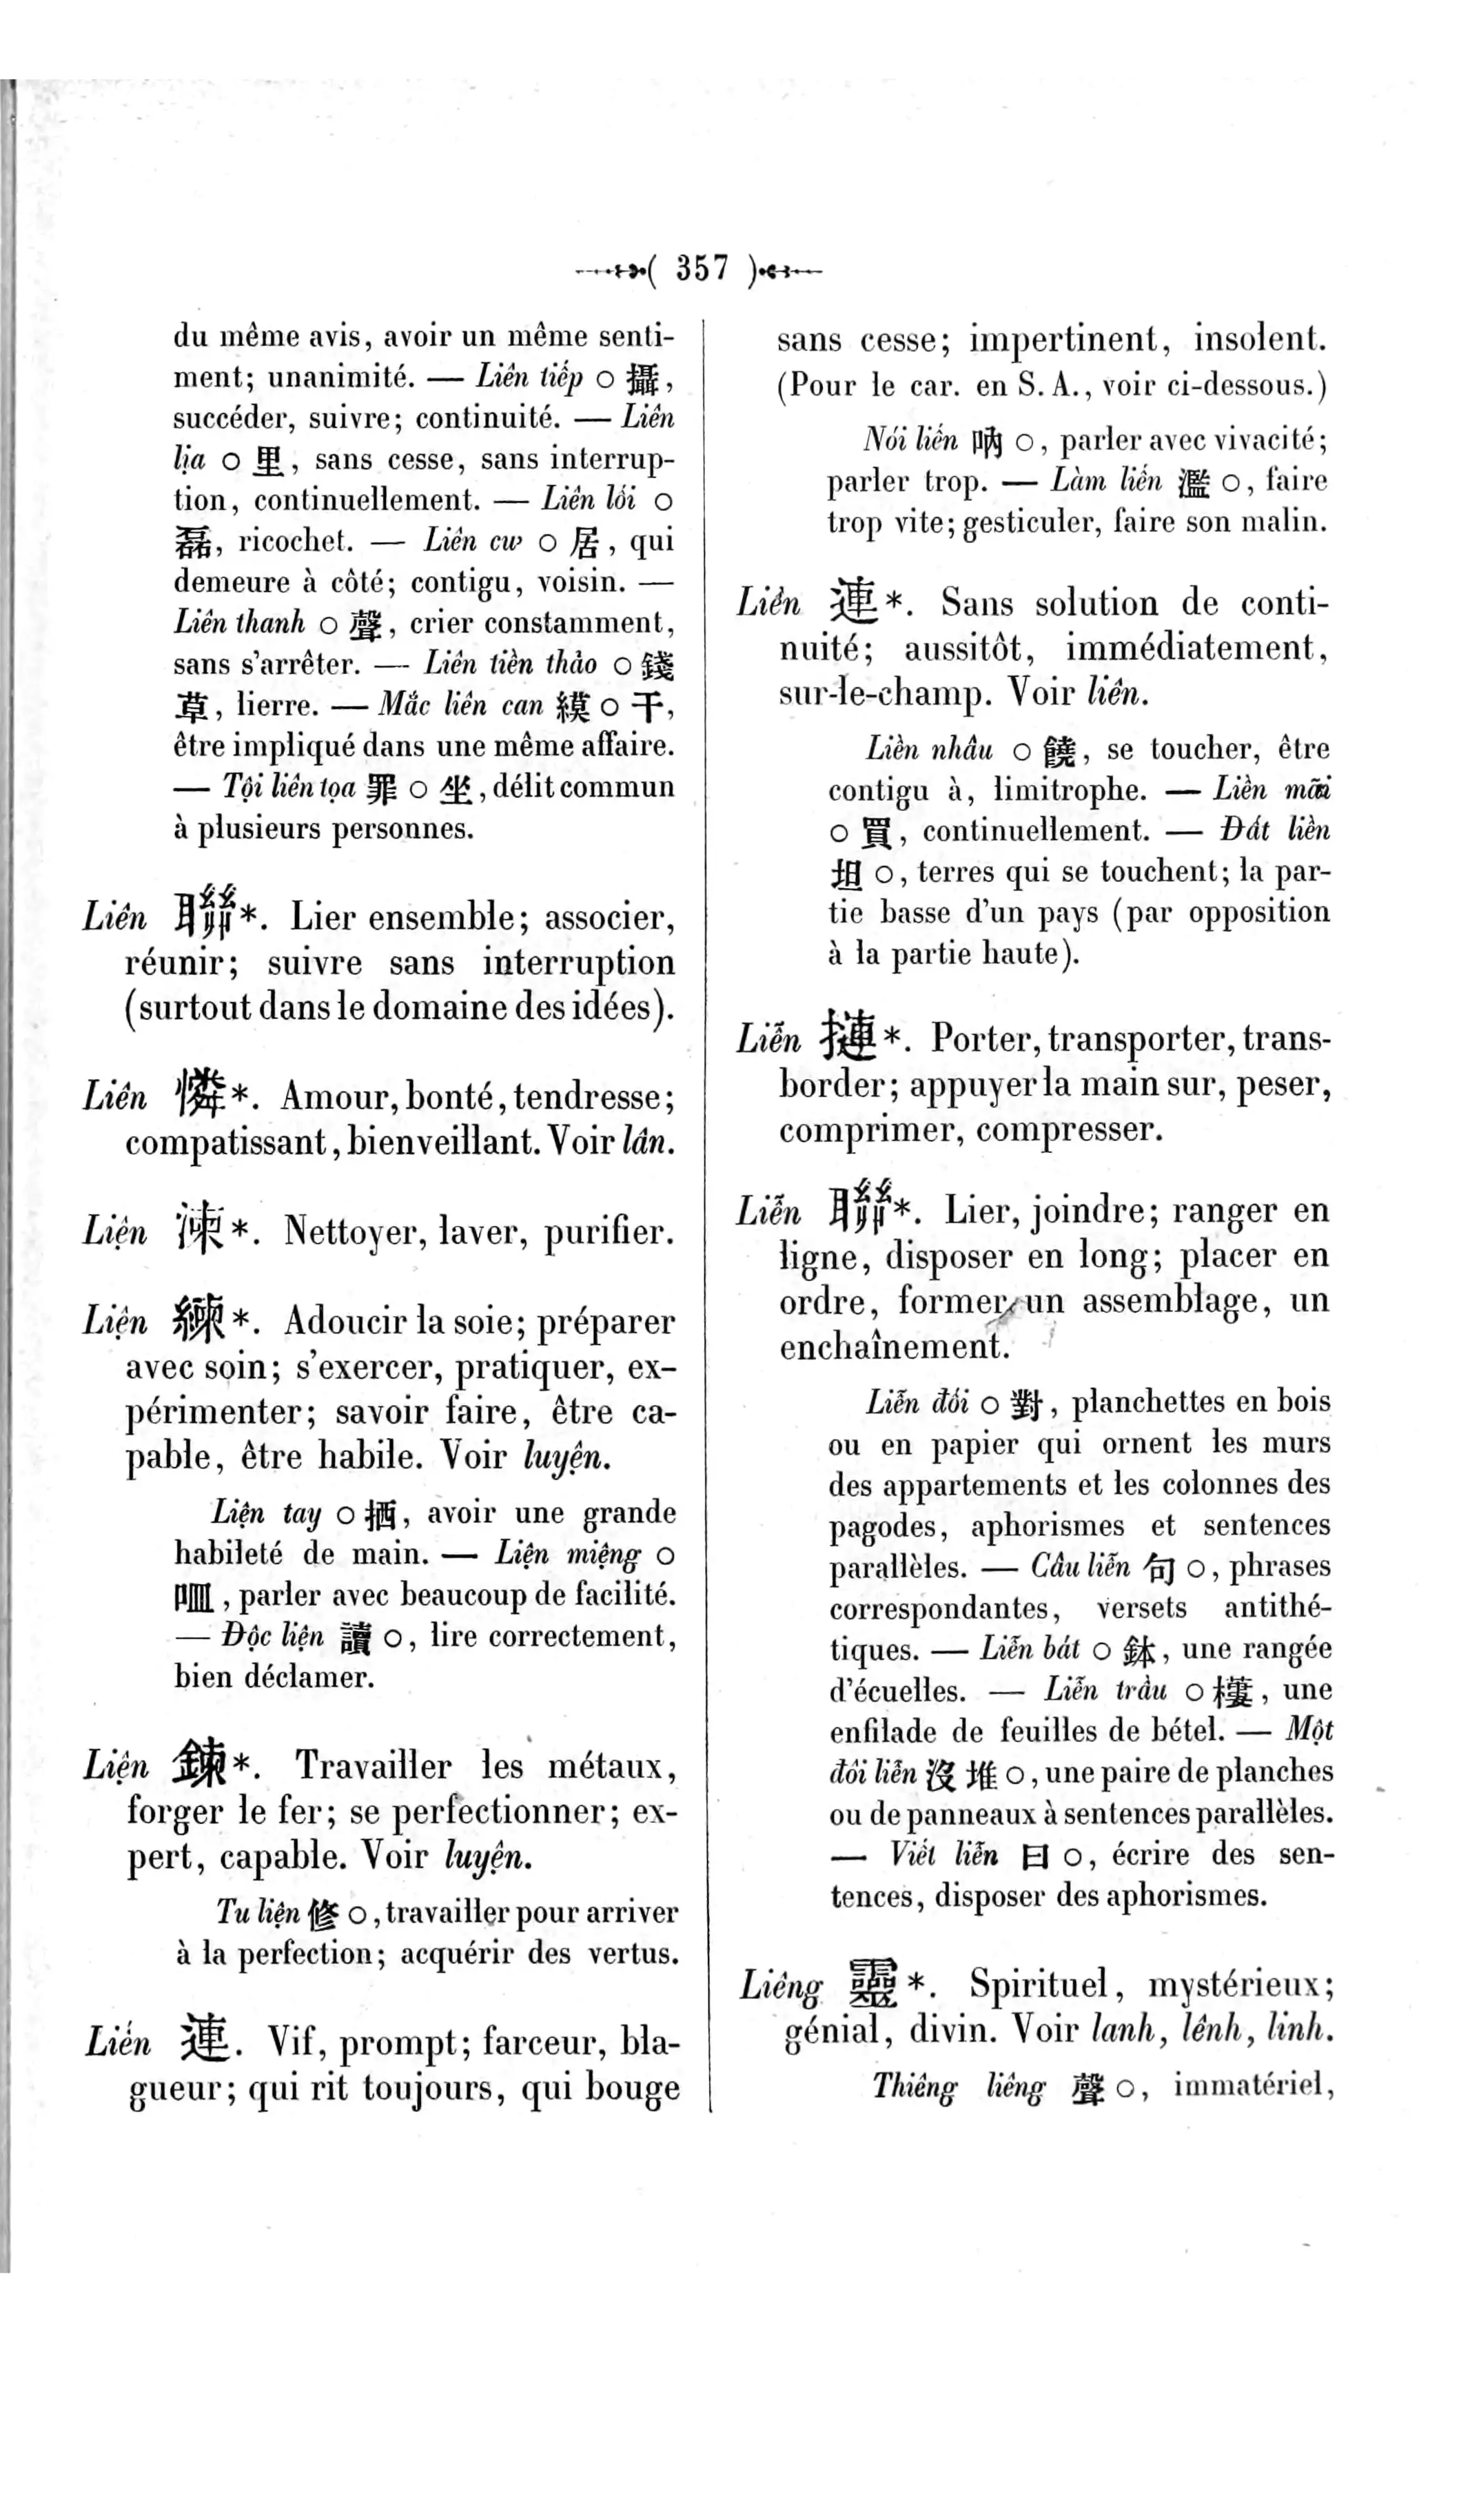 ( 357 )
du même avis, avoir un même senti-
ment; unanimité. — Liên tiếp ○ 攝,
succéder, suivre; continuité. — Liên
lịa ○ 里, sans cesse, sans interrup-
tion, continuellement. — Liên lỏi ○
磊, ricochet. — Liên cư ○ 居, qui
demeure à côté; contigu, voisin. —
Liên thanh ○ 聲, crier constamment,
sans s'arrêter. — Liên tiền thảo ○ 錢
草, lierre. — Mắc liên can 縸 ○ 干,
être impliqué dans une même affaire.
— Tội liên tọa 罪 ○ 坐, délit commun
à plusieurs personnes.
Liên 聯*. Lier ensemble; associer,
réunir; suivre sans interruption
(surtout dans le domaine des idées).
Liên 憐*. Amour, bonté, tendresse;
compatissant, bienveillant. Voir lân.
Liện 湅*. Nettoyer, laver, purifier.
Liện 練*. Adoucir la soie; préparer
avec soin; s'exercer, pratiquer, ex-
périmenter; savoir faire, être ca-
pable, être habile. Voir luyện.
Liện tay ○ 拪, avoir une grande
habileté de main. — Liện miệng ○
𠰘, parler avec beaucoup de facilité.
— Đọc liện 讀 ○, lire correctement,
bien déclamer.
Liện 鍊*. Travailler les métaux,
forger le fer; se perfectionner; ex-
pert, capable. Voir luyện.
Tu liện 修 ○, travailler pour arriver
à la perfection; acquérir des vertus.
Liến 連. Vif, prompt; farceur, bla-
gueur; qui rit toujours, qui bouge
sans cesse; impertinent, insolent.
(Pour le car. en S. A., voir ci-dessous.)
Nói liến 吶 ○, parler avec vivacité;
parler trop. — Làm liến 濫 ○, faire
trop vite; gesticuler, faire son malin.
Liền 連*. Sans solution de conti-
nuité; aussitôt, immédiatement,
sur-le-champ. Voir liên.
Liền nhâu ○ 饒, se toucher, être
contigu à, limitrophe. — Liền mãi
○ 買, continuellement. — Đất liền
坦 ○, terres qui se touchent; la par-
tie basse d'un pays (par opposition
à la partie haute).
Liễn 摙*. Porter, transporter, trans-
border; appuyer la main sur, peser,
comprimer, compresser.
Liễn 聯*. Lier, joindre; ranger en
ligne, disposer en long; placer en
ordre, former un assemblage, un
enchaînement.
Liễn đối ○ 對, planchettes en bois
ou en papier qui ornent les murs
des appartements et les colonnes des
pagodes, aphorismes et sentences
parallèles. — Câu liễn 句 ○, phrases
correspondantes, versets antithé-
tiques. — Liễn bát ○ 鉢, une rangée
d'écuelles. — Liễn trầu ○ 樓, une
enfilade de feuilles de bétel. — Một
đôi liễn 沒 堆 ○, une paire de planches
ou de panneaux à sentences parallèles.
— Viết liễn 曰 ○, écrire des sen-
tences, disposer des aphorismes.
Liêng 靈*. Spirituel, mystérieux;
génial, divin. Voir lanh, lênh, linh.
Thiêng liêng 聲 ○, immatériel,